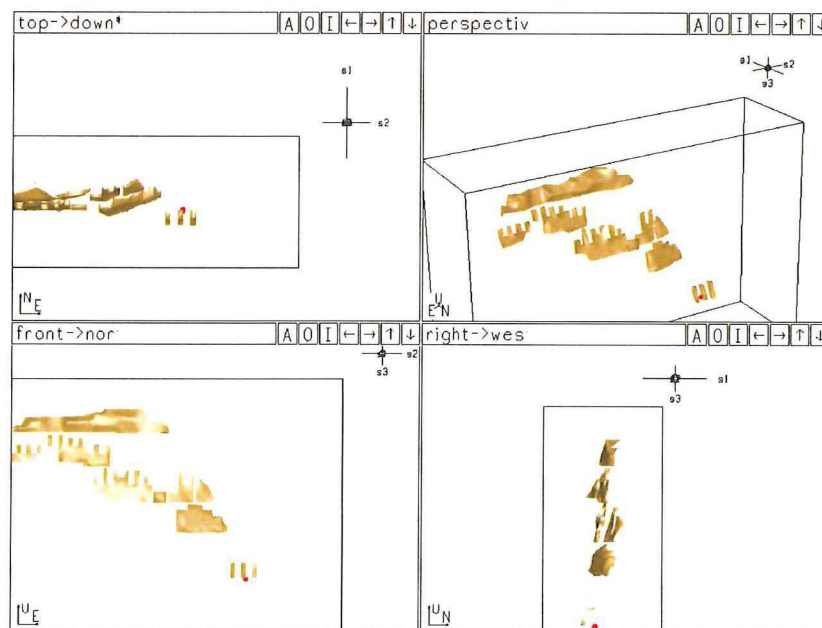 top->down* A O I ← → ↑ ↓
s1
s2
N
E
perspectiv A O I ← → ↑ ↓
s1 s2
s3
U
E N
front->nor A O I ← → ↑ ↓
s2
s3
U
E
right->wes A O I ← → ↑ ↓
s1
s3
U
N